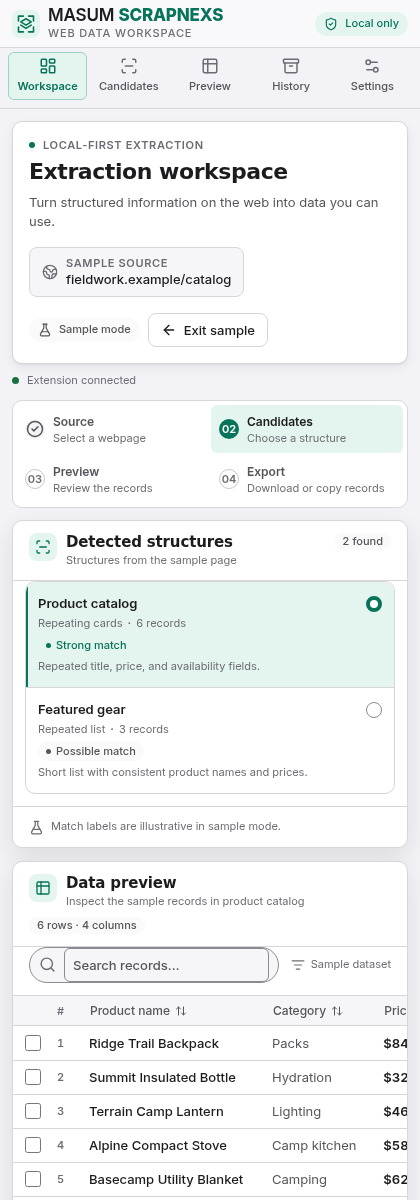 MASUM SCRAPNEXS
WEB DATA WORKSPACE
Local only
Workspace
Candidates
Preview
History
Settings
LOCAL-FIRST EXTRACTION
Extraction workspace
Turn structured information on the web into data you can
use.
SAMPLE SOURCE
fieldwork.example/catalog
Sample mode
Exit sample
Extension connected
Source
Select a webpage
02
Candidates
Choose a structure
03
Preview
Review the records
04
Export
Download or copy records
Detected structures
Structures from the sample page
2 found
Product catalog
Repeating cards · 6 records
Strong match
Repeated title, price, and availability fields.
Featured gear
Repeated list · 3 records
Possible match
Short list with consistent product names and prices.
Match labels are illustrative in sample mode.
Data preview
Inspect the sample records in product catalog
6 rows · 4 columns
Search records...
Sample dataset
# Product name Category Pric
1 Ridge Trail Backpack Packs $84
2 Summit Insulated Bottle Hydration $32
3 Terrain Camp Lantern Lighting $46
4 Alpine Compact Stove Camp kitchen $58
5 Basecamp Utility Blanket Camping $62